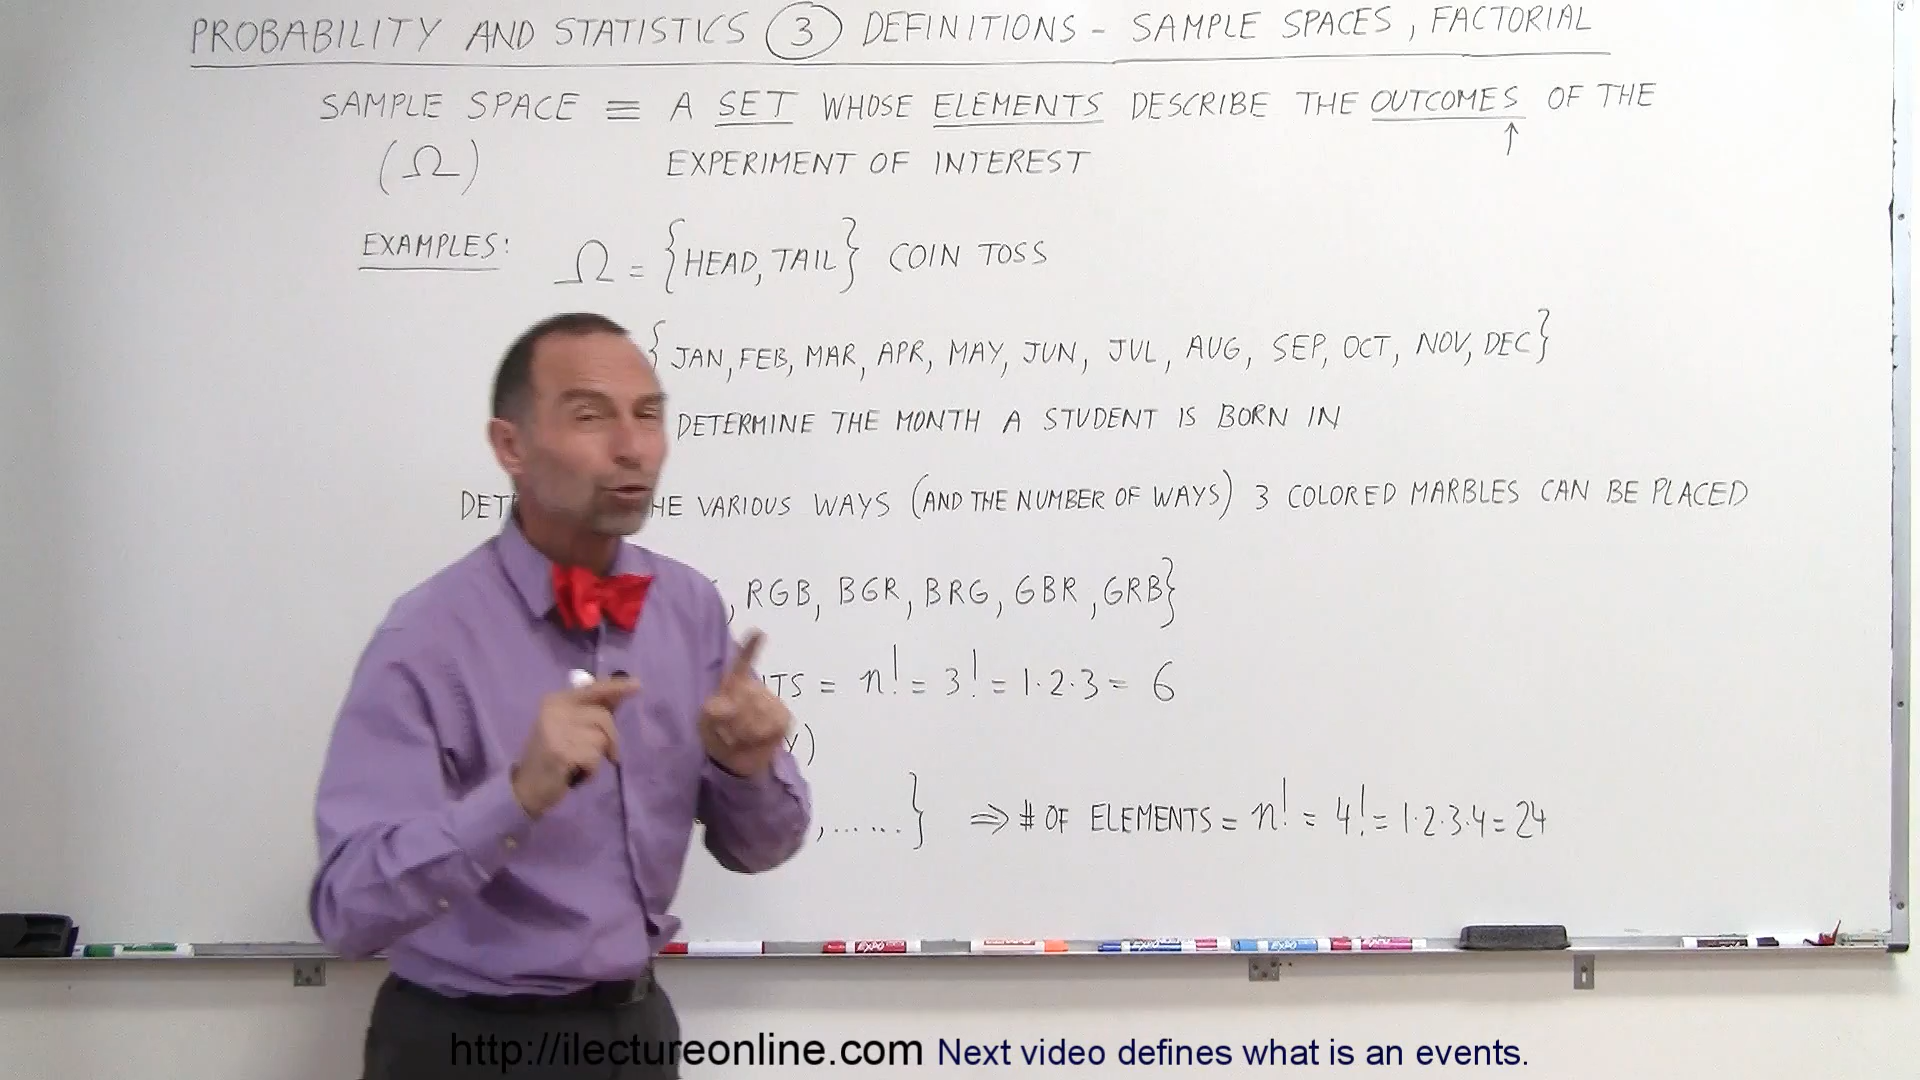 PROBABILITY AND STATISTICS 3 DEFINITIONS - SAMPLE SPACES, FACTORIAL
SAMPLE SPACE ≡ A SET WHOSE ELEMENTS DESCRIBE THE OUTCOMES OF THE
(Ω) EXPERIMENT OF INTEREST
EXAMPLES: Ω = {HEAD, TAIL} COIN TOSS
{JAN, FEB, MAR, APR, MAY, JUN, JUL, AUG, SEP, OCT, NOV, DEC}
DETERMINE THE MONTH A STUDENT IS BORN IN
VARIOUS WAYS (AND THE NUMBER OF WAYS) 3 COLORED MARBLES CAN BE PLACED
, RGB, BGR, BRG, GBR, GRB}
= n! = 3! = 1·2·3 = 6
)
, ......} ⇒ # OF ELEMENTS = n! = 4! = 1·2·3·4 = 24
EXPO EXPO EXPO
http://ilectureonline.com Next video defines what is an events.